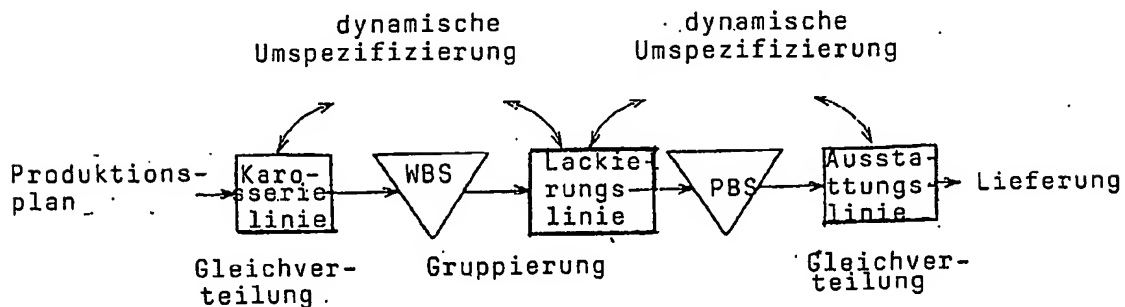 dynamische
Umspezifizierung
dynamische
Umspezifizierung
Produktions-
plan
Karo-
sserie
linie
WBS
Lackie-
rungs-
linie
PBS
Aussta-
ttungs-
linie
Lieferung
Gleichver-
teilung
Gruppierung
Gleichver-
teilung